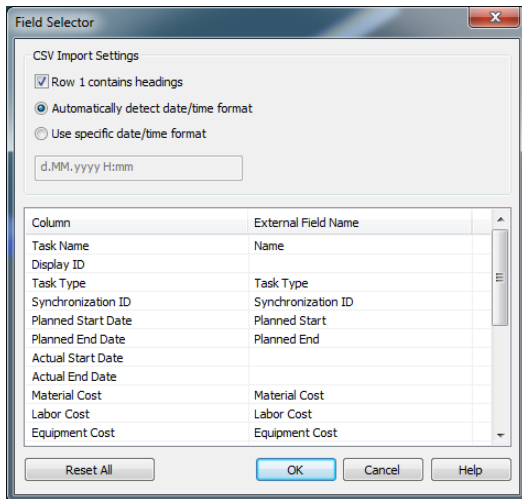 Field Selector
CSV Import Settings
Row 1 contains headings
Automatically detect date/time format
Use specific date/time format
d.MM.yyyy H:mm
Column External Field Name
Task Name Name
Display ID
Task Type Task Type
Synchronization ID Synchronization ID
Planned Start Date Planned Start
Planned End Date Planned End
Actual Start Date
Actual End Date
Material Cost Material Cost
Labor Cost Labor Cost
Equipment Cost Equipment Cost
Reset All OK Cancel Help